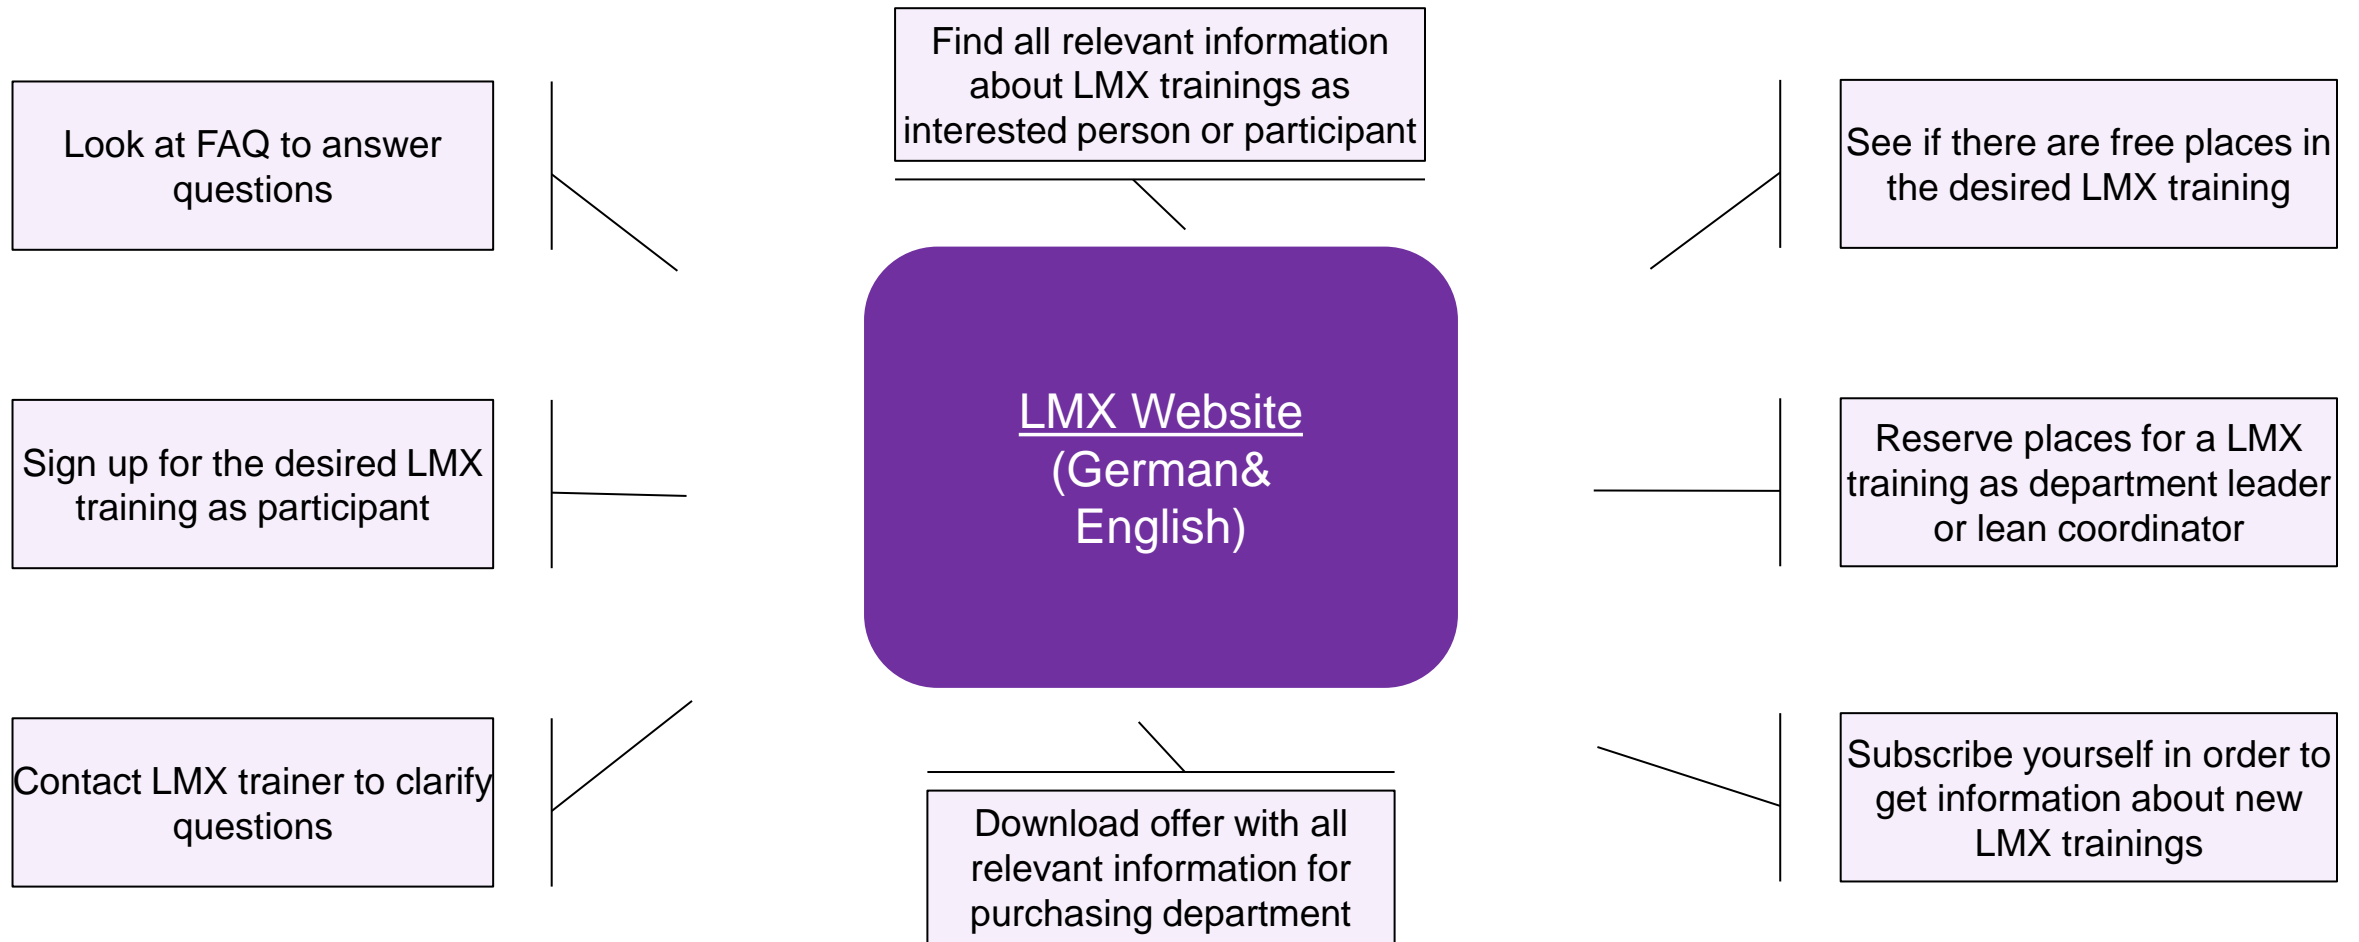 Find all relevant information
about LMX trainings as
interested person or participant
Look at FAQ to answer
questions
See if there are free places in
the desired LMX training
LMX Website
(German&
English)
Sign up for the desired LMX
training as participant
Reserve places for a LMX
training as department leader
or lean coordinator
Contact LMX trainer to clarify
questions
Download offer with all
relevant information for
purchasing department
Subscribe yourself in order to
get information about new
LMX trainings